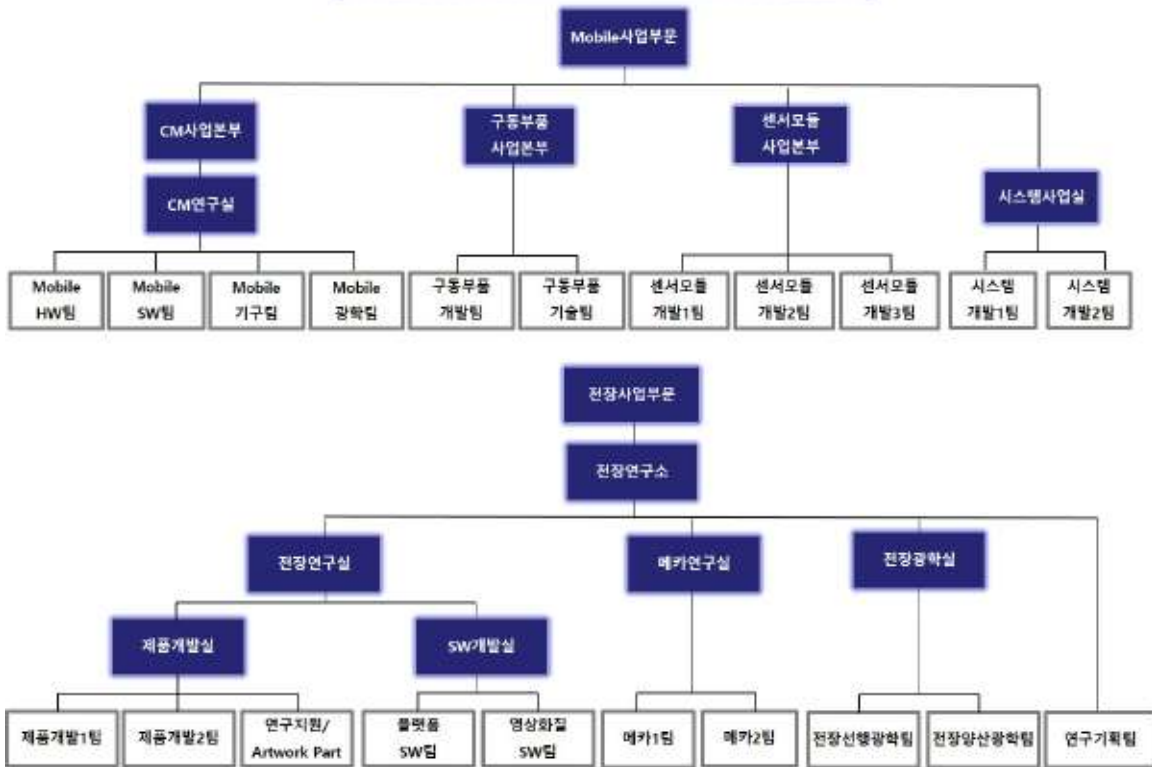 Mobile사업부문
CM사업본부
구동부품
사업본부
센서모듈
사업본부
CM연구실
시스템사업실
Mobile
HW팀
Mobile
SW팀
Mobile
기구팀
Mobile
광학팀
구동부품
개발팀
구동부품
기술팀
센서모듈
개발1팀
센서모듈
개발2팀
센서모듈
개발3팀
시스템
개발1팀
시스템
개발2팀
전장사업부문
전장연구소
전장연구실
메카연구실
전장광학실
제품개발실
SW개발실
제품개발1팀
제품개발2팀
연구지원/
Artwork Part
플랫폼
SW팀
영상화질
SW팀
메카1팀
메카2팀
전장선행광학팀
전장양산광학팀
연구기획팀